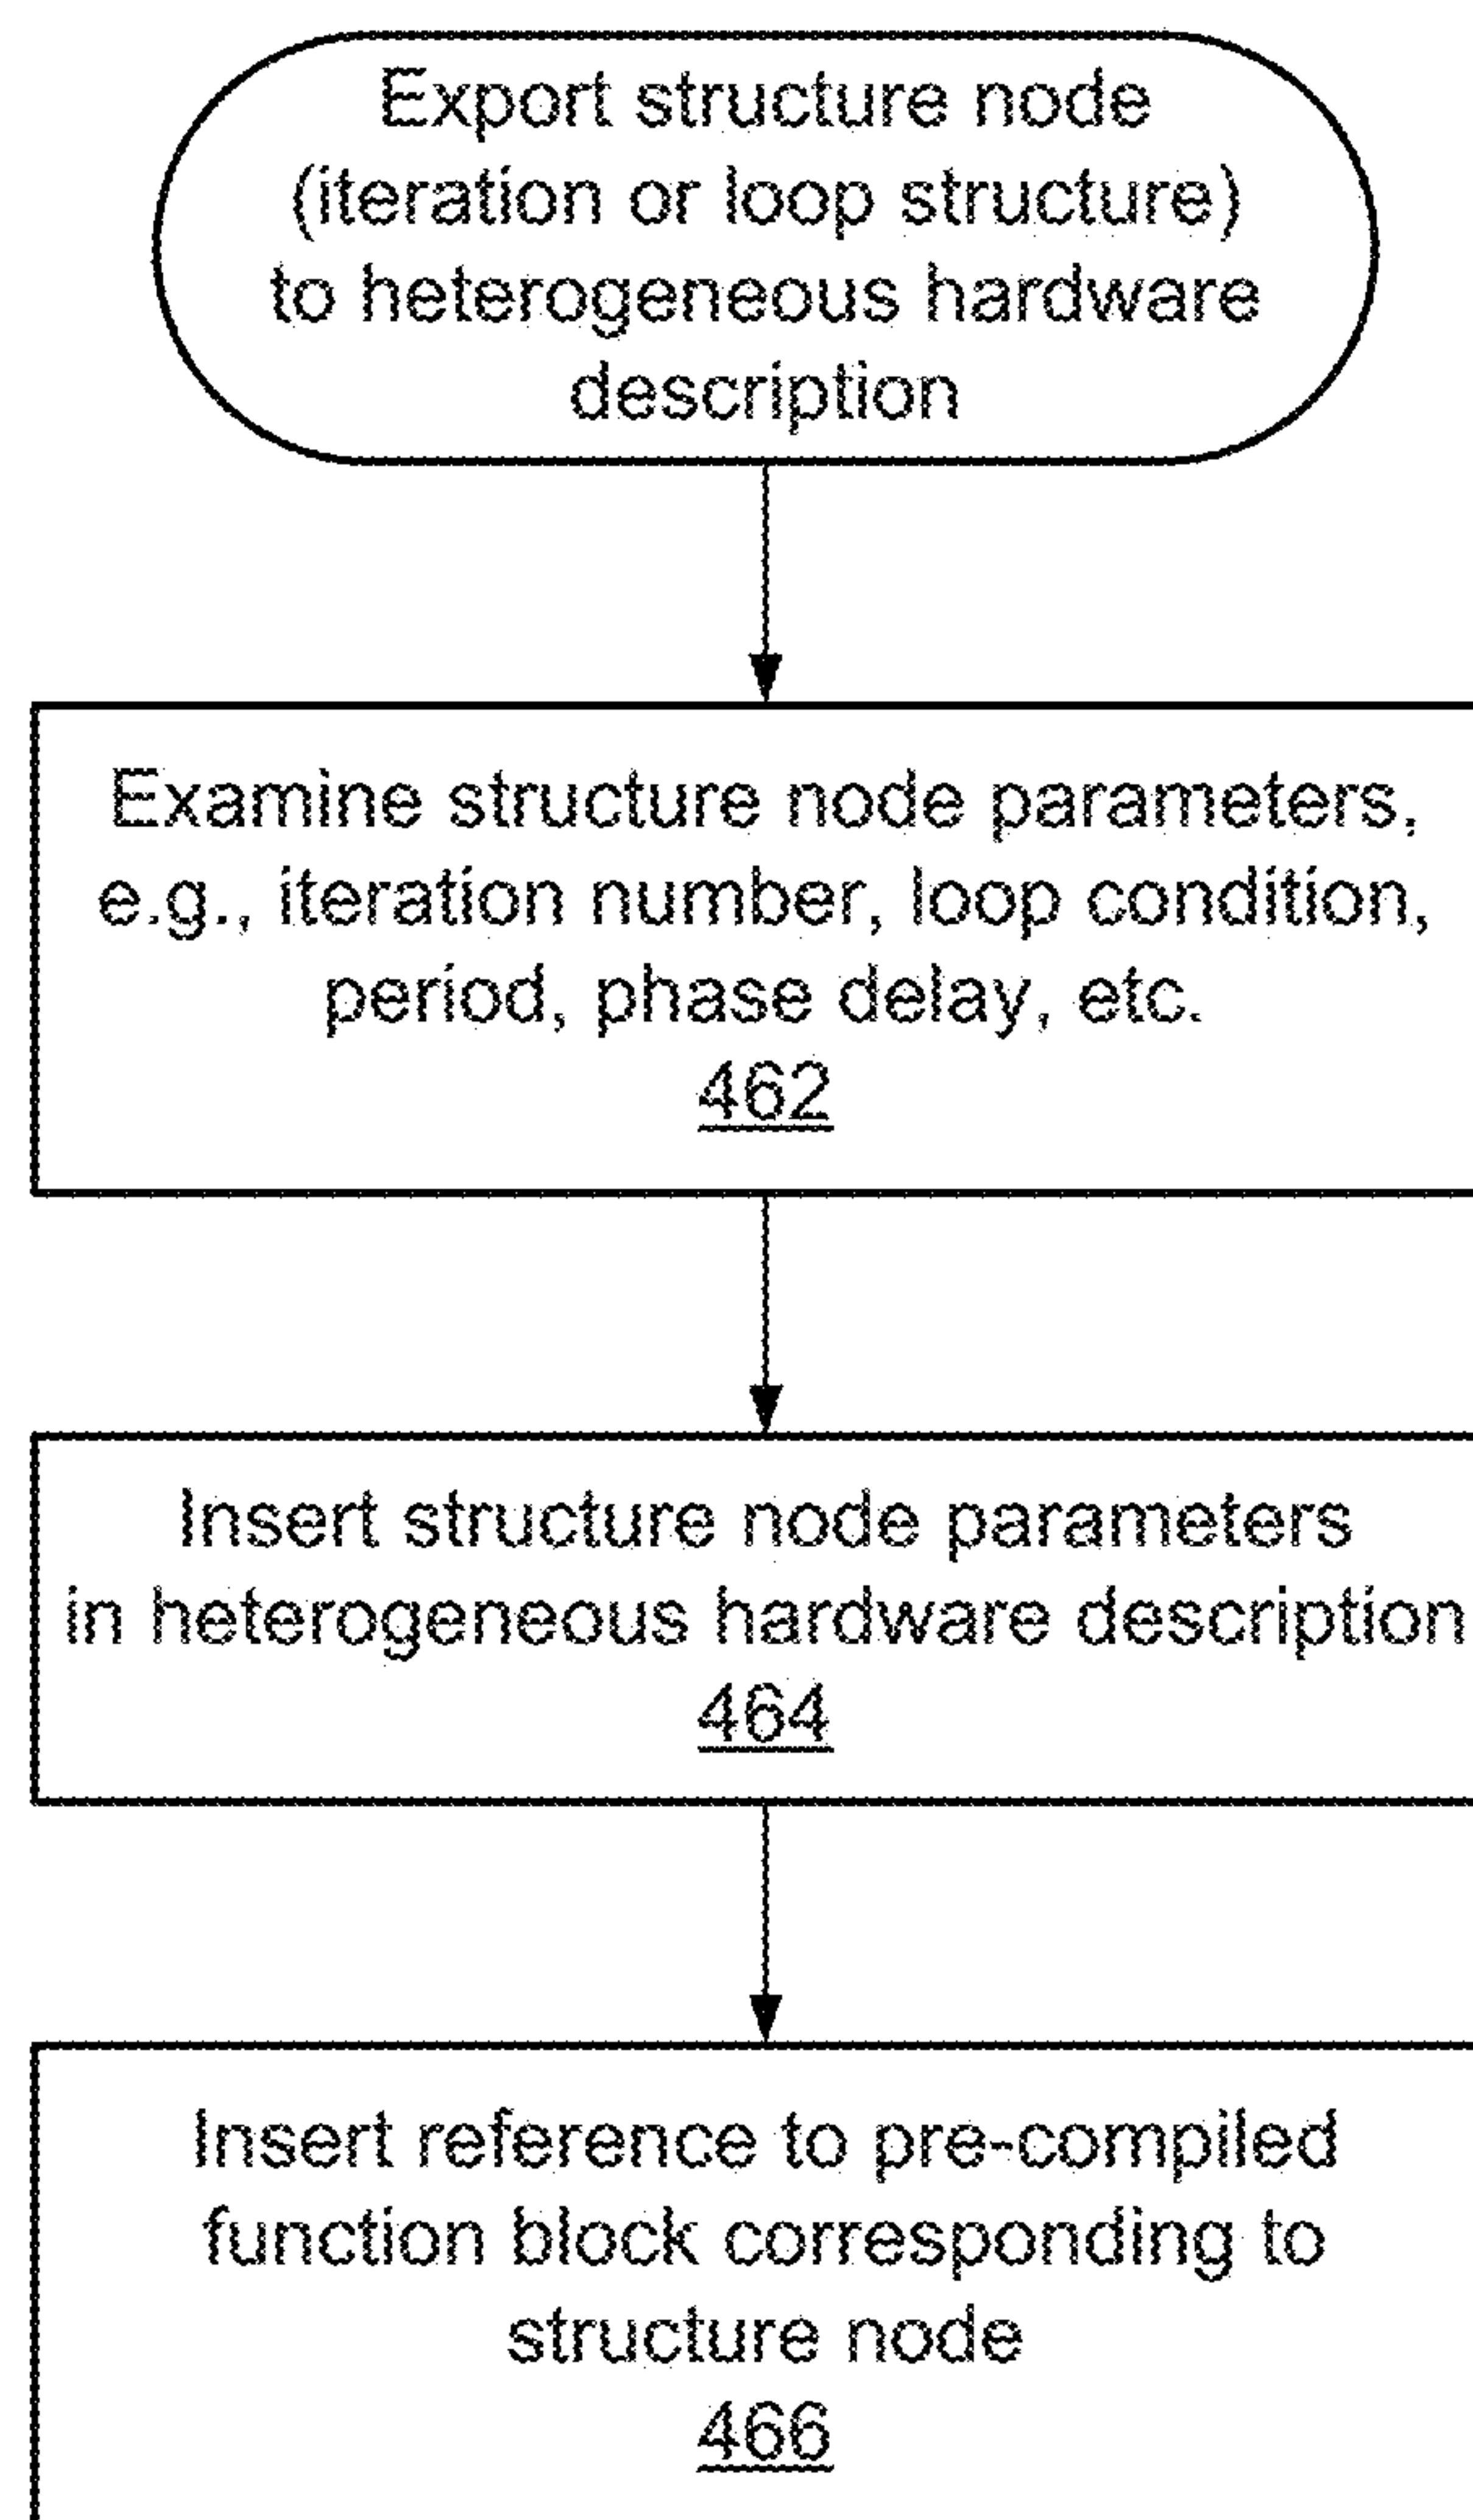 Export structure node
(iteration or loop structure)
to heterogeneous hardware
description
Examine structure node parameters,
e.g., iteration number, loop condition,
period, phase delay, etc.
462
Insert structure node parameters
in heterogeneous hardware description
464
Insert reference to pre-compiled
function block corresponding to
structure node
466